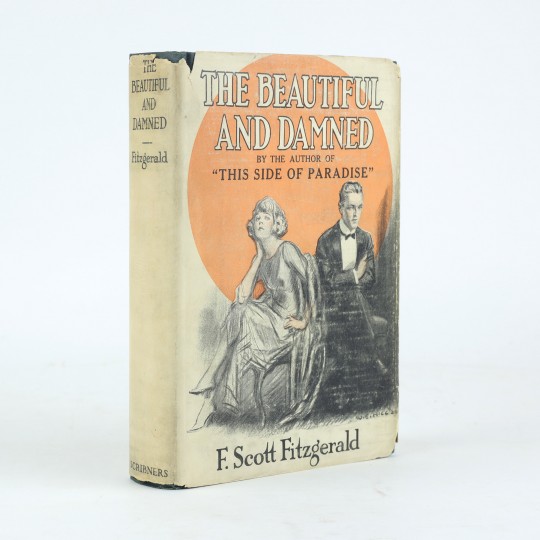 THE
BEAUTIFUL
AND
DAMNED
Fitzgerald
SCRIBNERS
THE BEAUTIFUL
AND DAMNED
BY THE AUTHOR OF
"THIS SIDE OF PARADISE"
F. Scott Fitzgerald